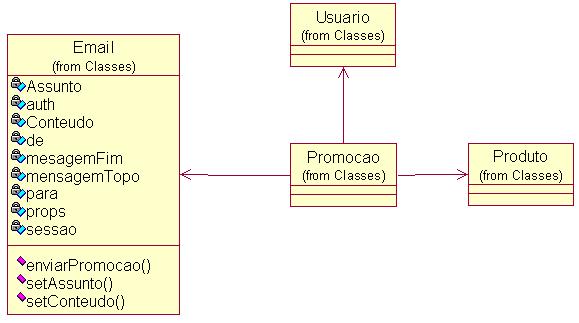 Email
(from Classes)
Assunto
auth
Conteudo
de
mesagemFim
mensagemTopo
para
props
sessao
enviarPromocao()
setAssunto()
setConteudo()
Usuario
(from Classes)
Promocao
(from Classes)
Produto
(from Classes)